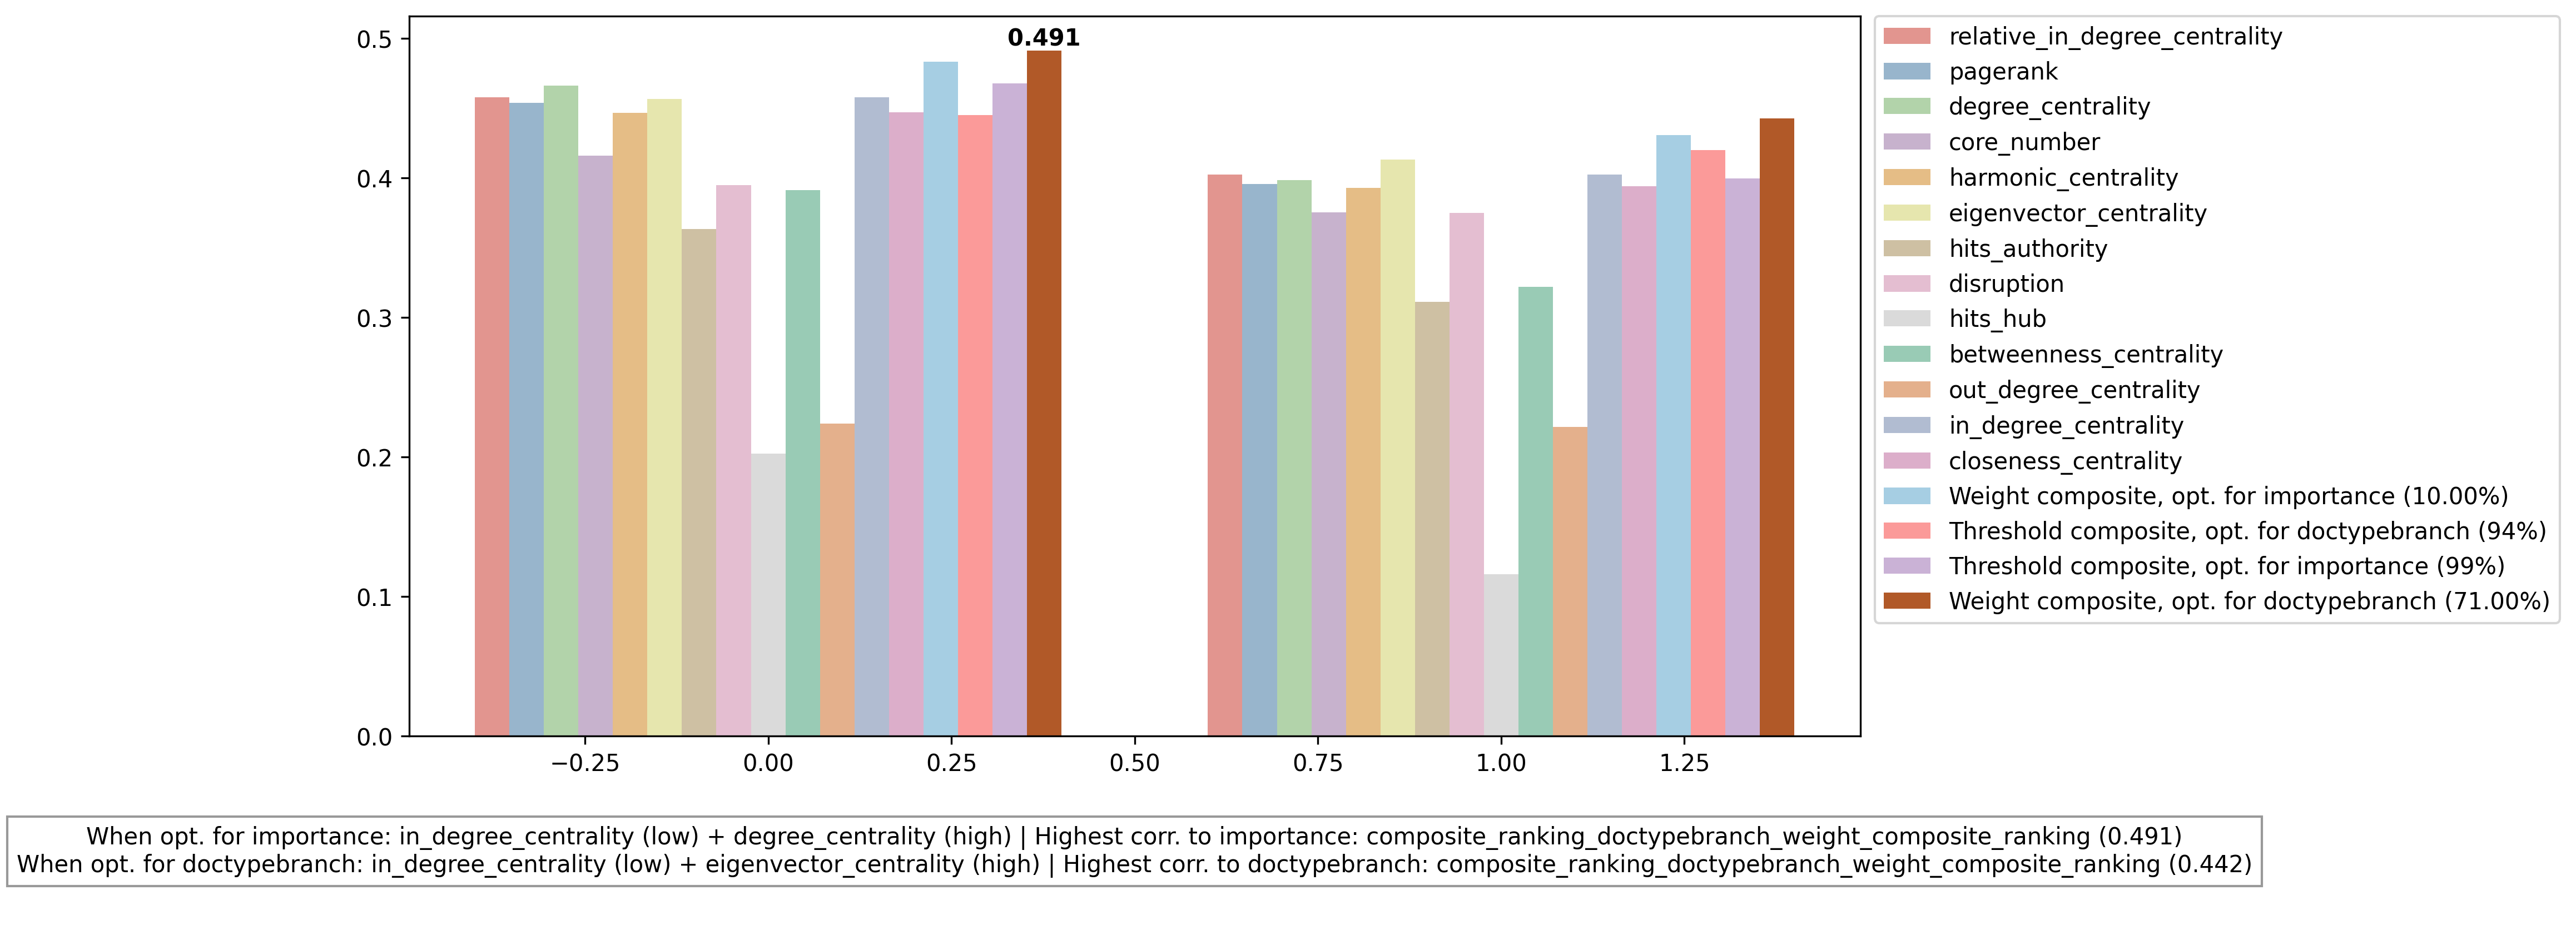 0.5
0.4
0.3
0.2
0.1
0.0
0.491
−0.25
0.00
0.25
0.50
0.75
1.00
1.25
relative_in_degree_centrality
pagerank
degree_centrality
core_number
harmonic_centrality
eigenvector_centrality
hits_authority
disruption
hits_hub
betweenness_centrality
out_degree_centrality
in_degree_centrality
closeness_centrality
Weight composite, opt. for importance (10.00%)
Threshold composite, opt. for doctypebranch (94%)
Threshold composite, opt. for importance (99%)
Weight composite, opt. for doctypebranch (71.00%)
When opt. for importance: in_degree_centrality (low) + degree_centrality (high) | Highest corr. to importance: composite_ranking_doctypebranch_weight_composite_ranking (0.491)
When opt. for doctypebranch: in_degree_centrality (low) + eigenvector_centrality (high) | Highest corr. to doctypebranch: composite_ranking_doctypebranch_weight_composite_ranking (0.442)